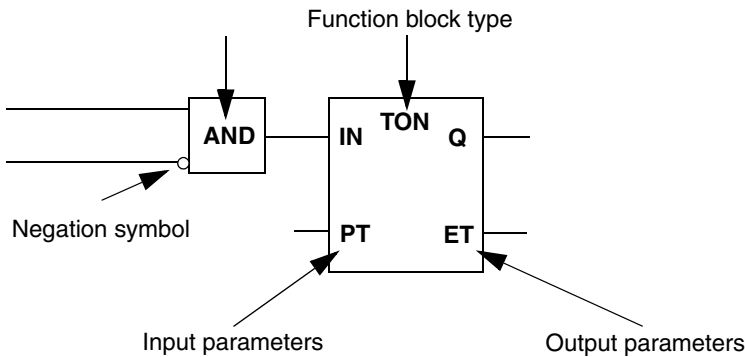 Function block type
TON
AND
IN
Q
Negation symbol
PT
ET
Input parameters
Output parameters